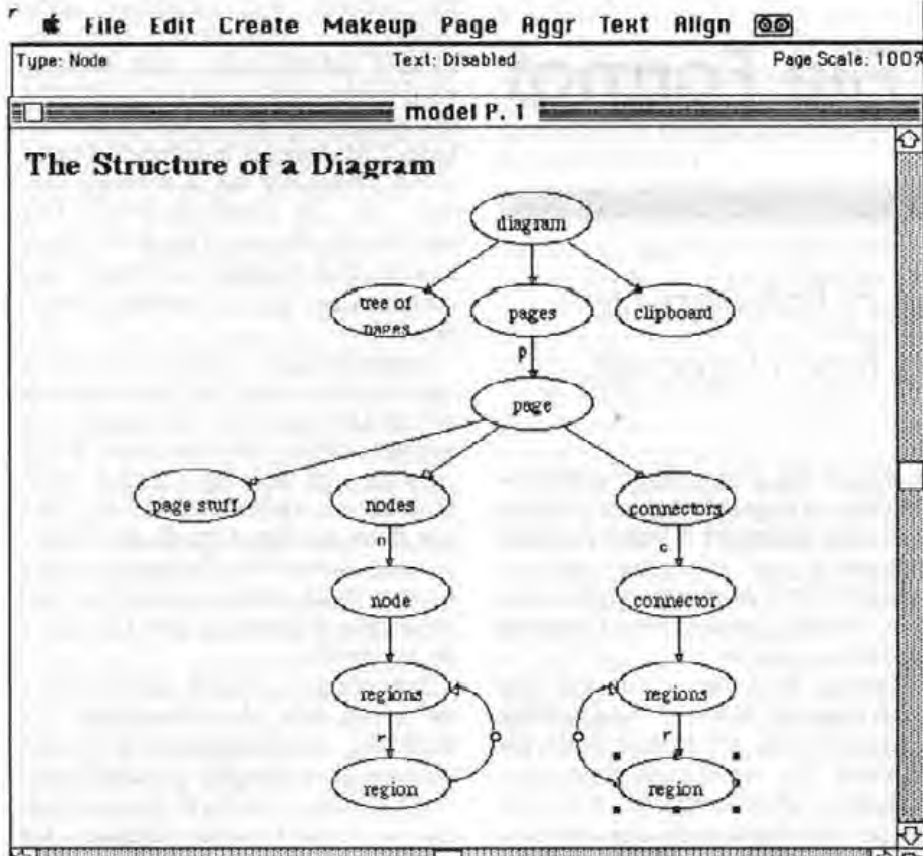 File Edit Create Makeup Page Aggr Text Align
Type: Node Text: Disabled Page Scale: 100%
model P. 1
The Structure of a Diagram
diagram
tree of pages clipboard
pages
p
page
page stuff nodes connectors
n c
node connector
regions regions
r r
region region